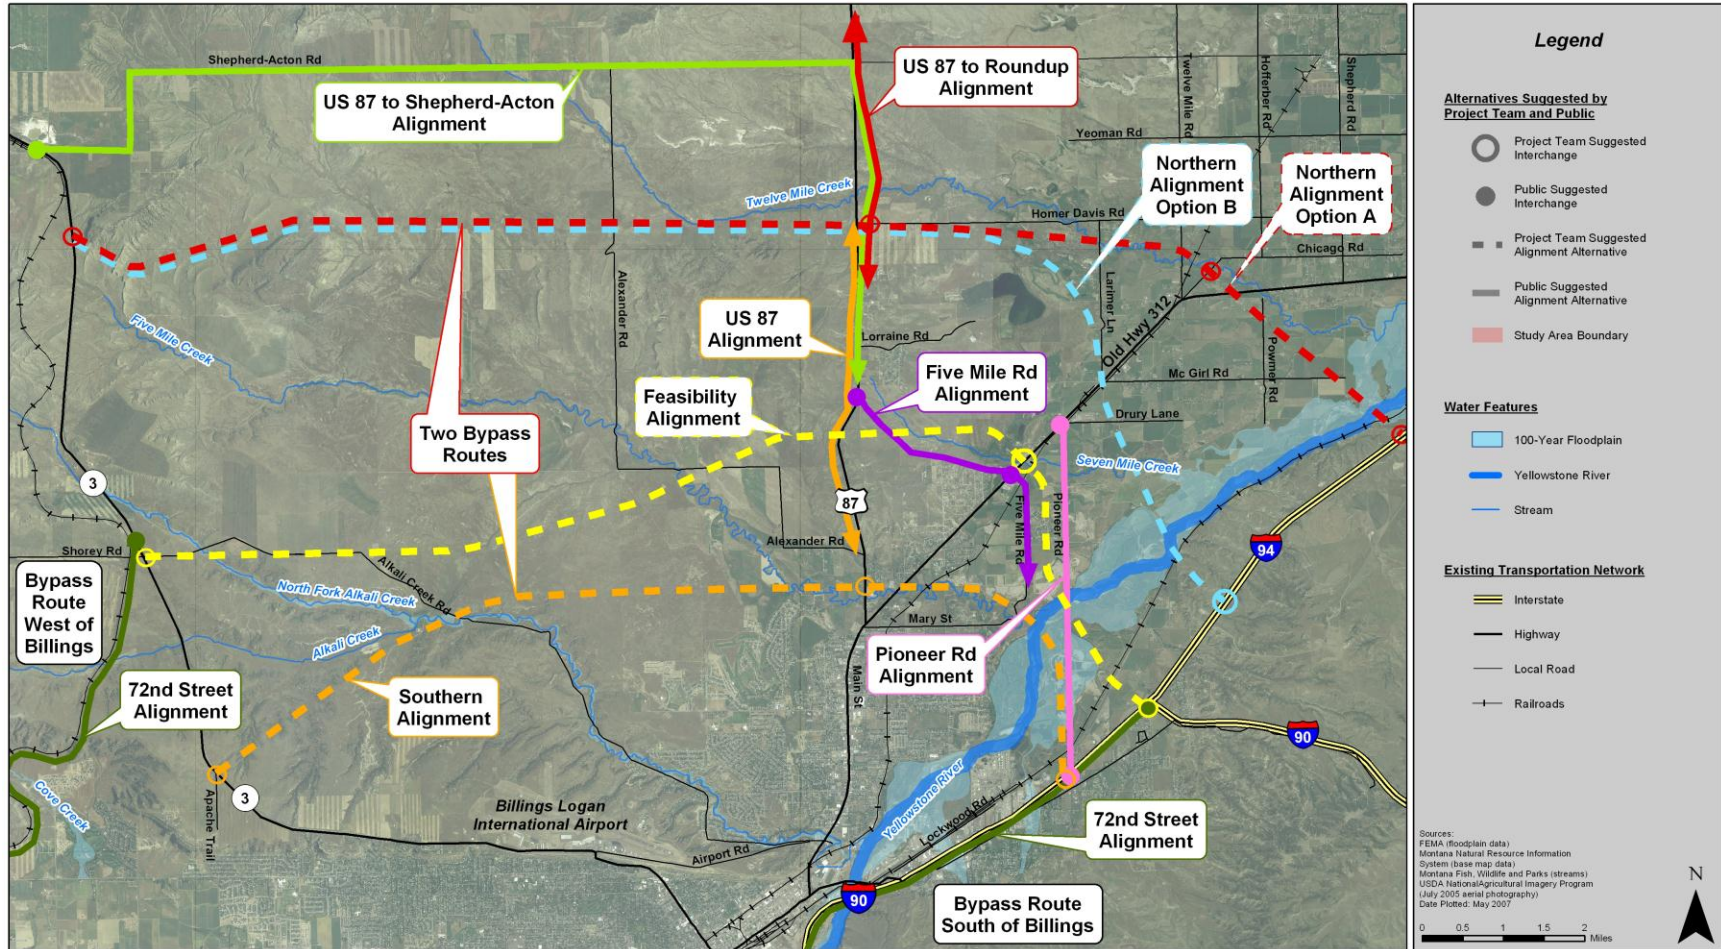 Shepherd-Acton Rd
US 87 to Shepherd-Acton
Alignment
US 87 to Roundup
Alignment
Twelve Mile Rd
Hofferber Rd
Shepherd Rd
Yeoman Rd
Twelve Mile Creek
Northern
Alignment
Option B
Northern
Alignment
Option A
Homer Davis Rd
Chicago Rd
Alexander Rd
Larimer Ln
Five Mile Creek
US 87
Alignment
Lorraine Rd
Old Hwy 312
Powmer Rd
Mc Girl Rd
Five Mile Rd
Alignment
Feasibility
Alignment
Drury Lane
Two Bypass
Routes
Seven Mile Creek
3
87
Five Mile Rd
Pioneer Rd
Alexander Rd
94
Shorey Rd
Bypass
Route
West of
Billings
Alkali Creek Rd
North Fork Alkali Creek
Alkali Creek
Mary St
Pioneer Rd
Alignment
Main St
72nd Street
Alignment
Southern
Alignment
90
Cove Creek
Apache Trail
3
Billings Logan
International Airport
Yellowstone River
Lockwood Rd
72nd Street
Alignment
Airport Rd
90
Bypass Route
South of Billings
Legend
Alternatives Suggested by
Project Team and Public
Project Team Suggested
Interchange
Public Suggested
Interchange
Project Team Suggested
Alignment Alternative
Public Suggested
Alignment Alternative
Study Area Boundary
Water Features
100-Year Floodplain
Yellowstone River
Stream
Existing Transportation Network
Interstate
Highway
Local Road
Railroads
Sources:
FEMA (floodplain data)
Montana Natural Resource Information
System (base map data)
Montana Fish, Wildlife and Parks (streams)
USDA NationalAgricultural Imagery Program
(July 2005 aerial photography)
Date Plotted: May 2007
N
0 0.5 1 1.5 2
Miles